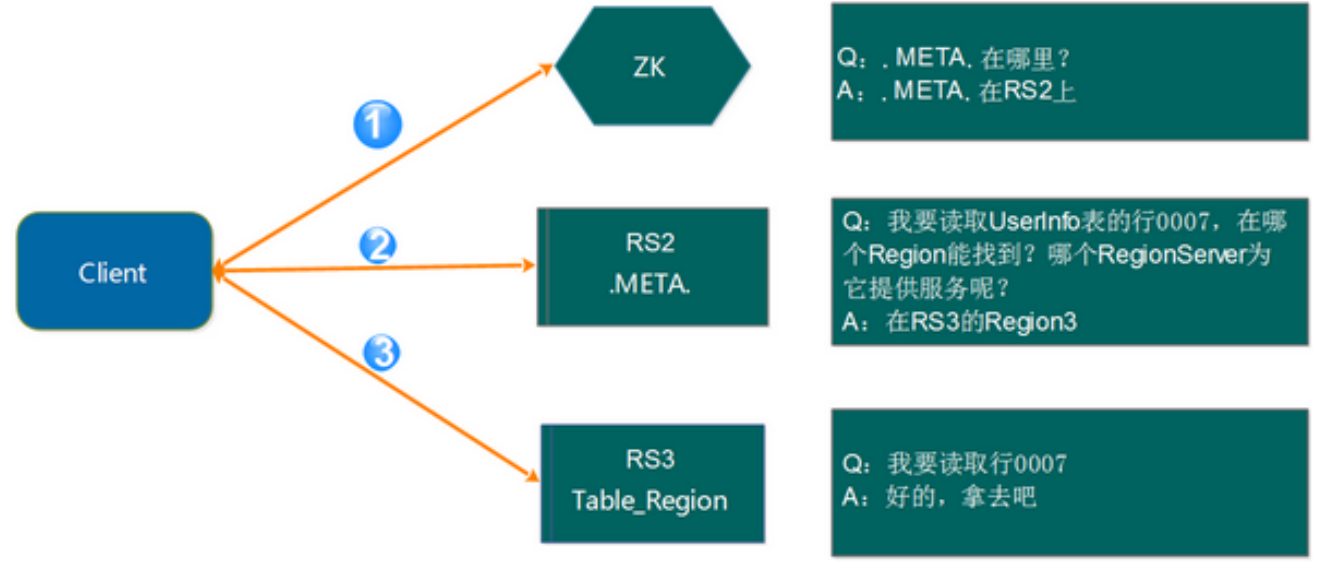 ZK
Q：.META.在哪里？
A：.META.在RS2上
1
Client
2
RS2
.META.
Q：我要读取UserInfo表的行0007，在哪
个Region能找到？哪个RegionServer为
它提供服务呢？
A：在RS3的Region3
3
RS3
Table_Region
Q：我要读取行0007
A：好的，拿去吧